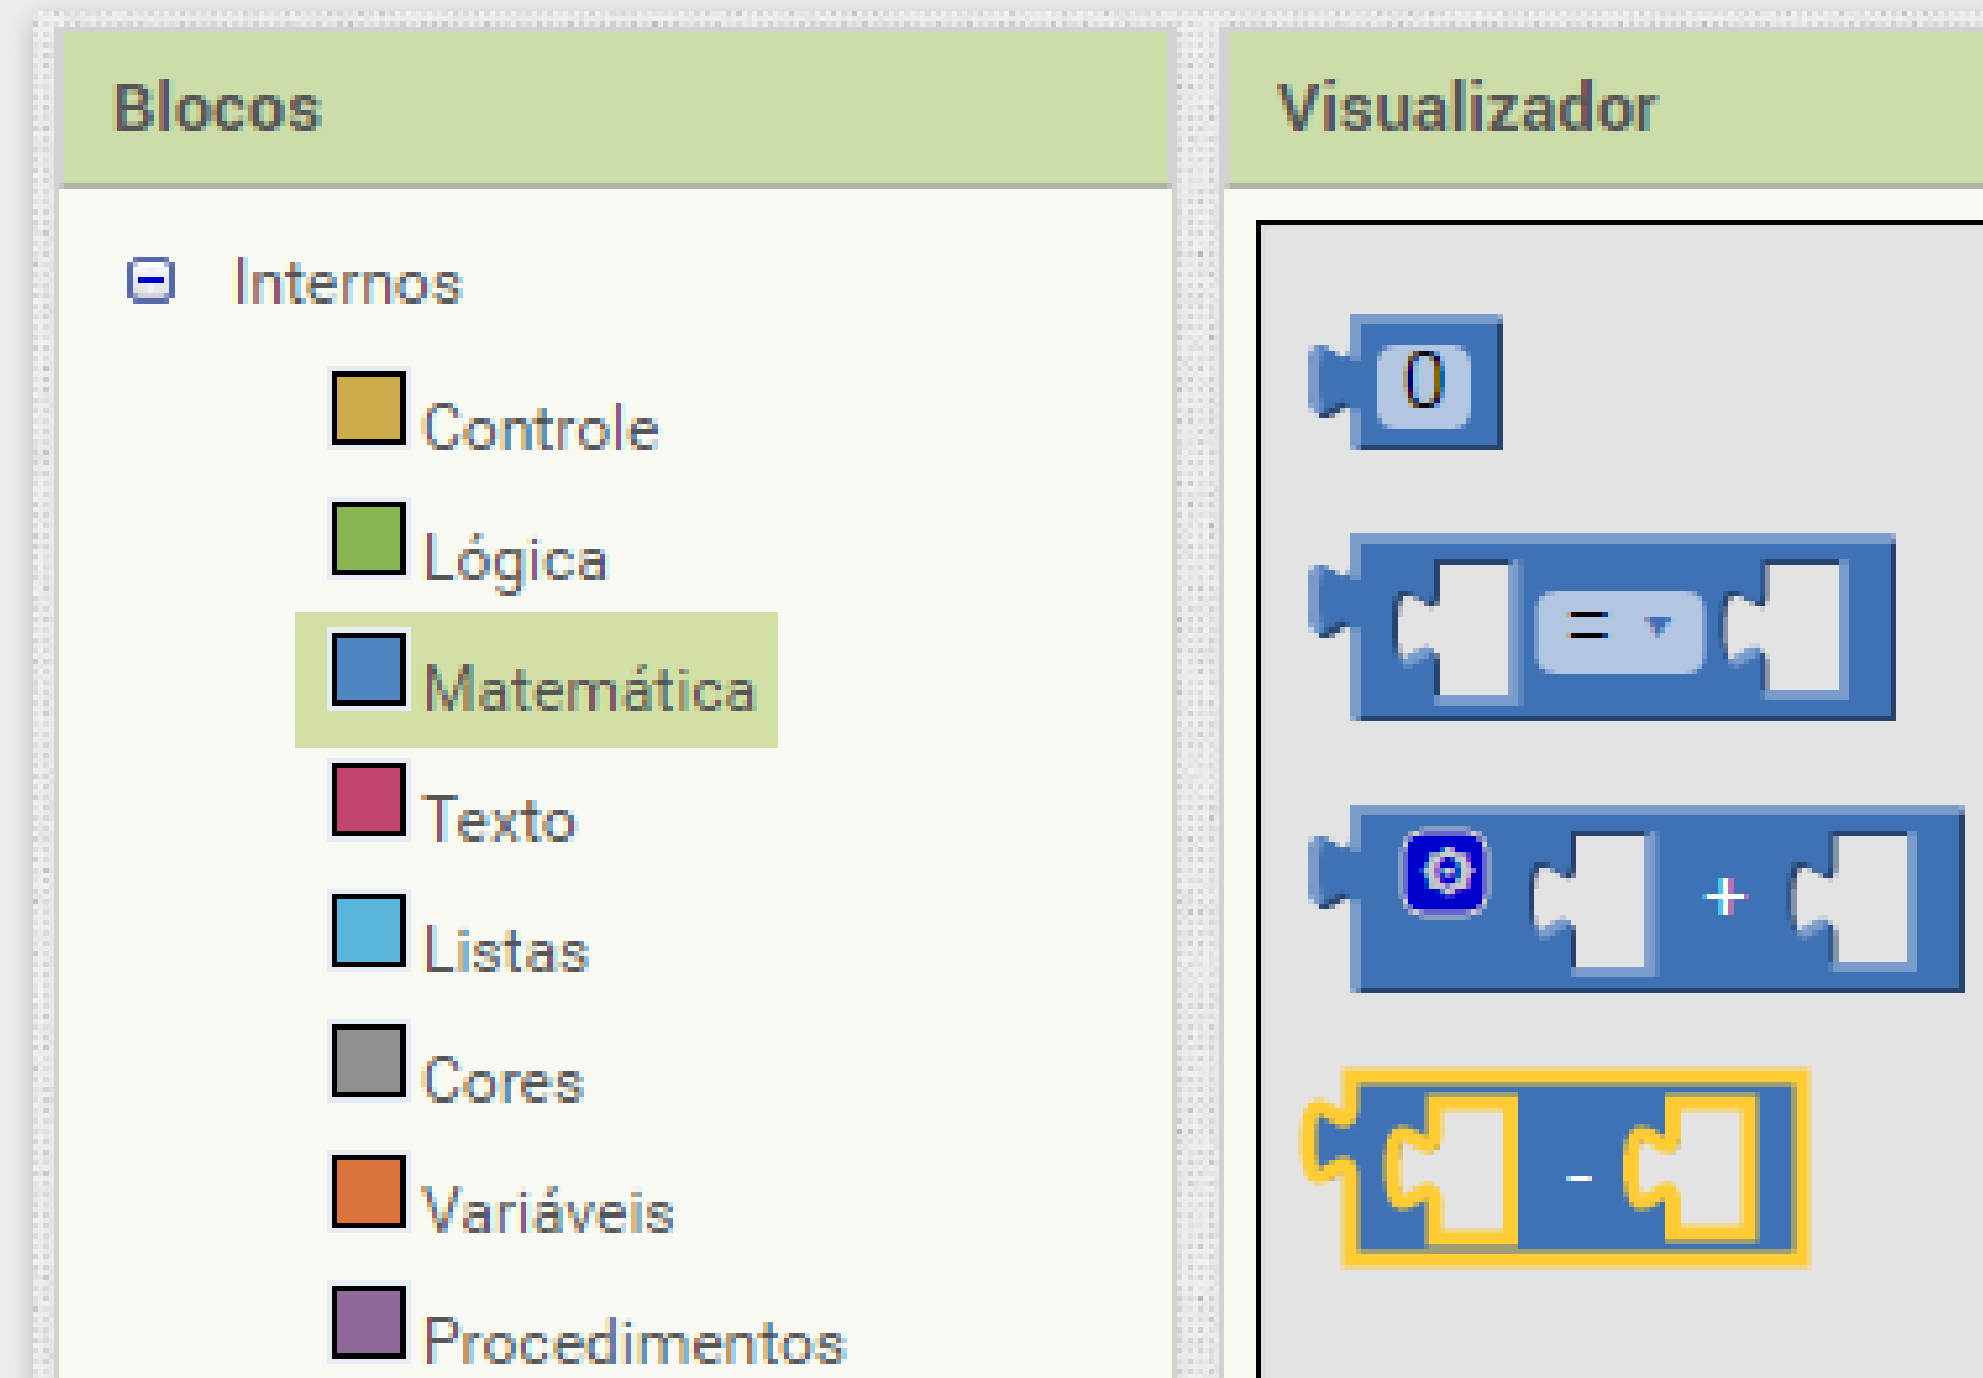 Blocos
Internos
Controle
Lógica
Matemática
Texto
Listas
Cores
Variáveis
Procedimentos
Visualizador
0
=
+
-